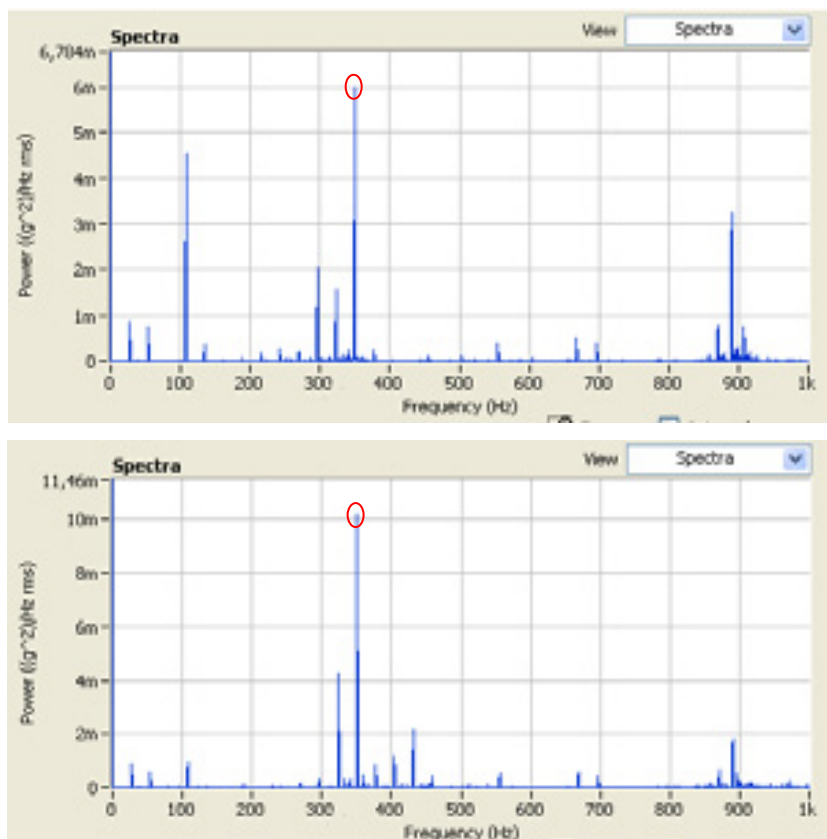 Spectra
View Spectra
6,784m
6m
5m
4m
3m
2m
1m
0
Power ((g^2)/Hz rms)
0 100 200 300 400 500 600 700 800 900 1k
Frequency (Hz)
Spectra
View Spectra
11,46m
10m
8m
6m
4m
2m
0
Power ((g^2)/Hz rms)
0 100 200 300 400 500 600 700 800 900 1k
Frequency (Hz)